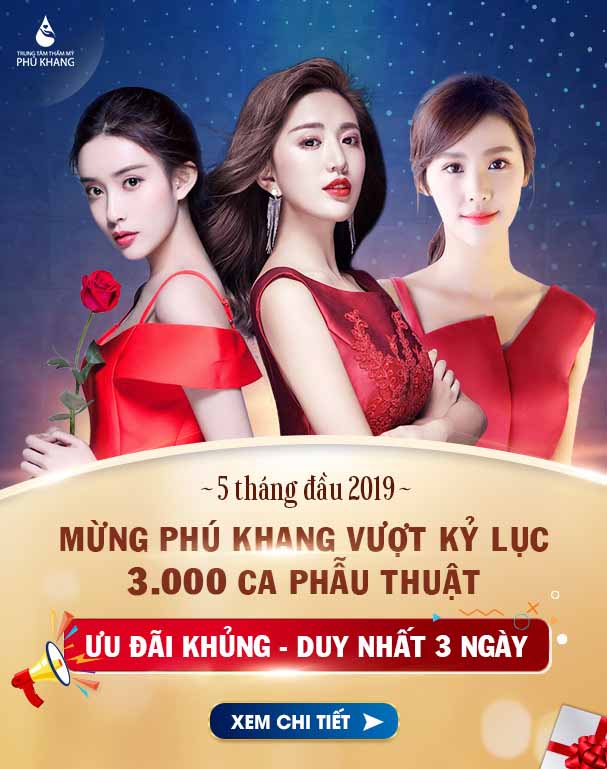 TRUNG TÂM THẨM MỸ
PHÚ KHANG
~5 tháng đầu 2019~
MỪNG PHÚ KHANG VƯỢT KỶ LỤC
3.000 CA PHẪU THUẬT
ƯU ĐÃI KHỦNG - DUY NHẤT 3 NGÀY
XEM CHI TIẾT